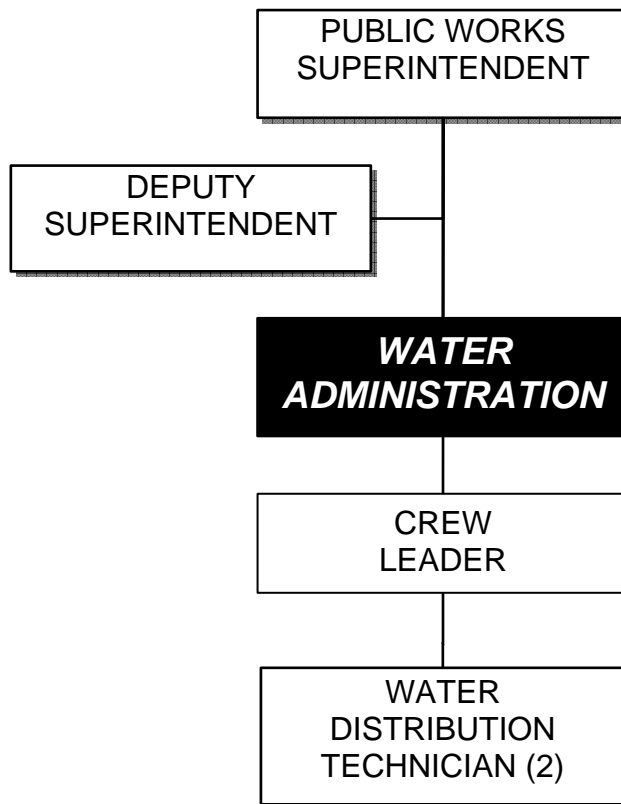 PUBLIC WORKS
SUPERINTENDENT
DEPUTY
SUPERINTENDENT
WATER
ADMINISTRATION
CREW
LEADER
WATER
DISTRIBUTION
TECHNICIAN (2)